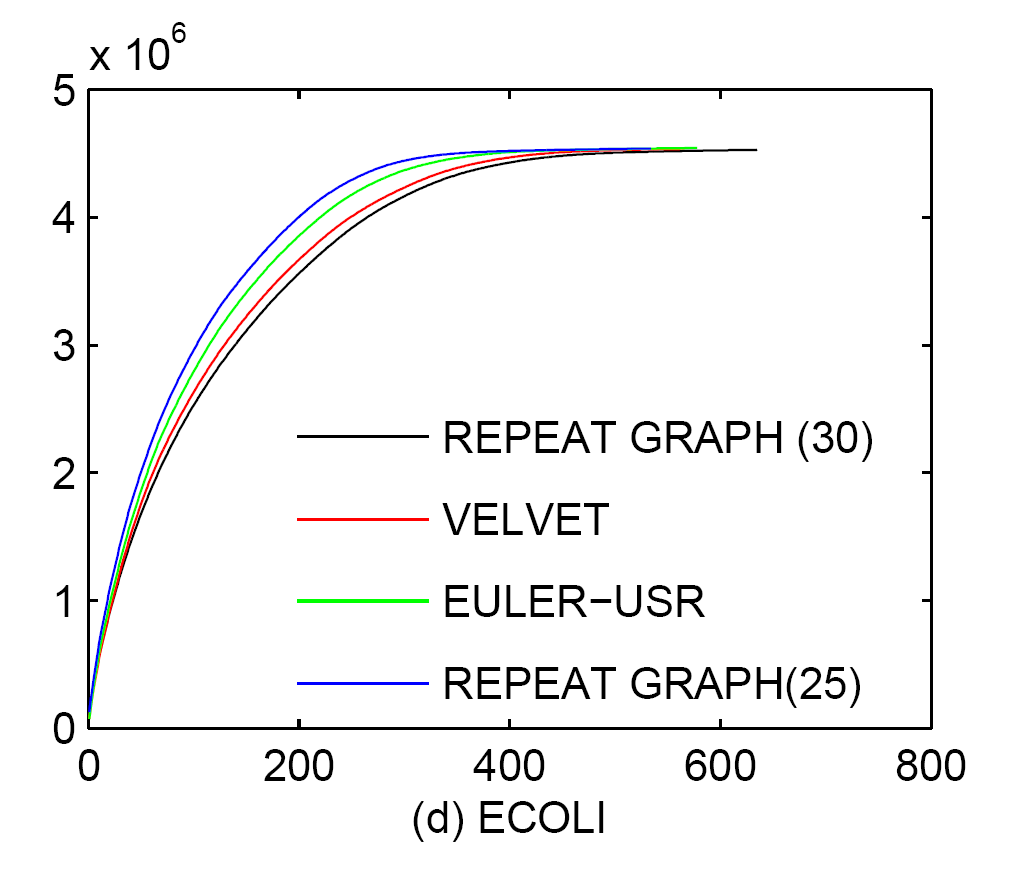 x 10^6
5
4
3
2
1
0
REPEAT GRAPH (30)
VELVET
EULER−USR
REPEAT GRAPH(25)
0 200 400 600 800
(d) ECOLI